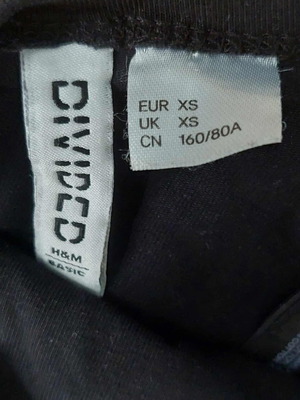 DIVIDED
H&M
BASIC
EUR XS
UK XS
CN 160/80A